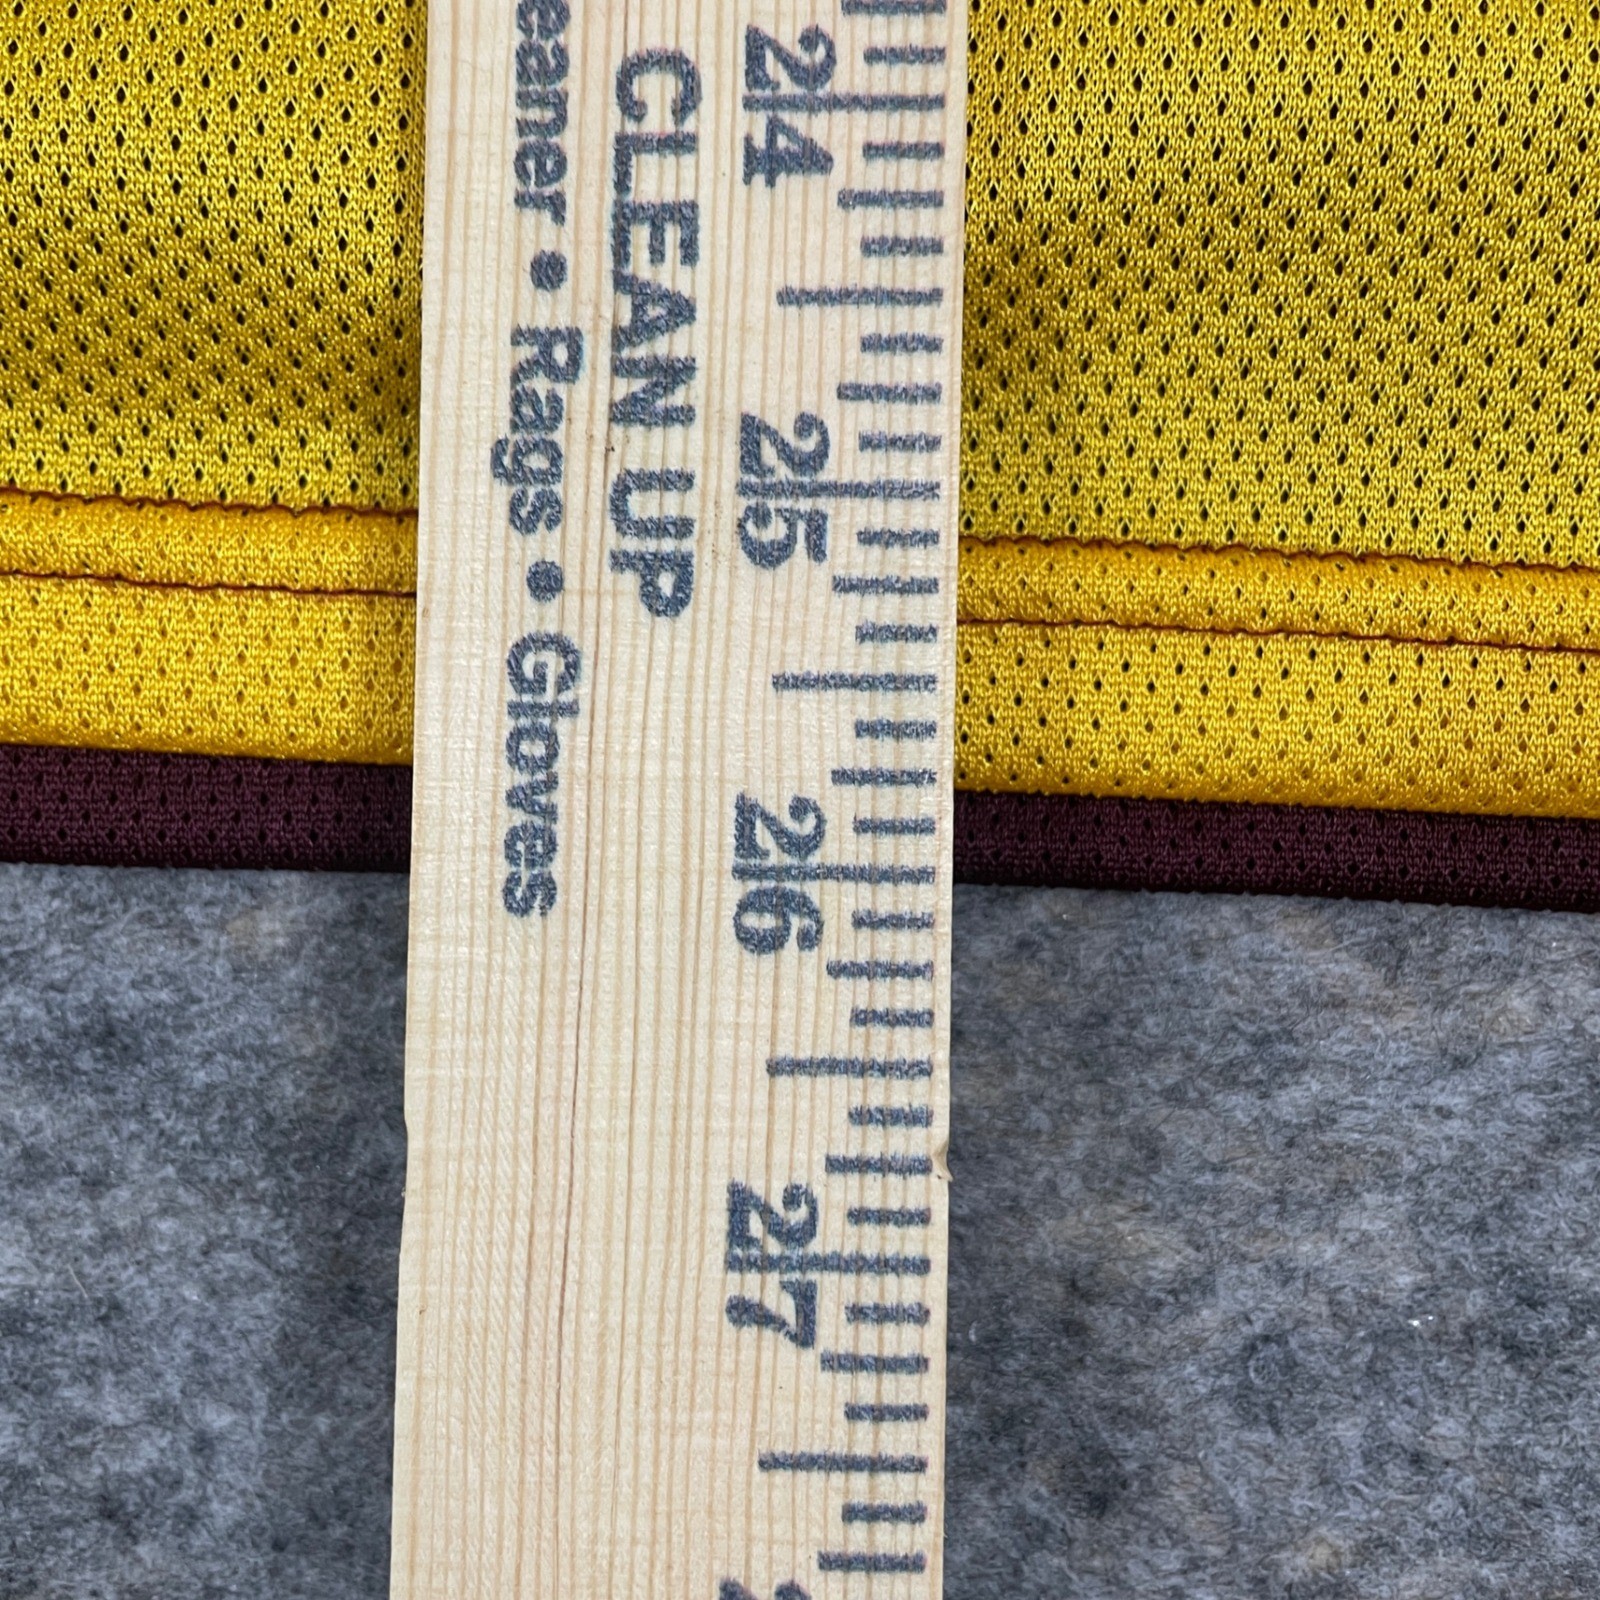 CLEAN UP
eaner • Rags • Gloves
24
25
26
27